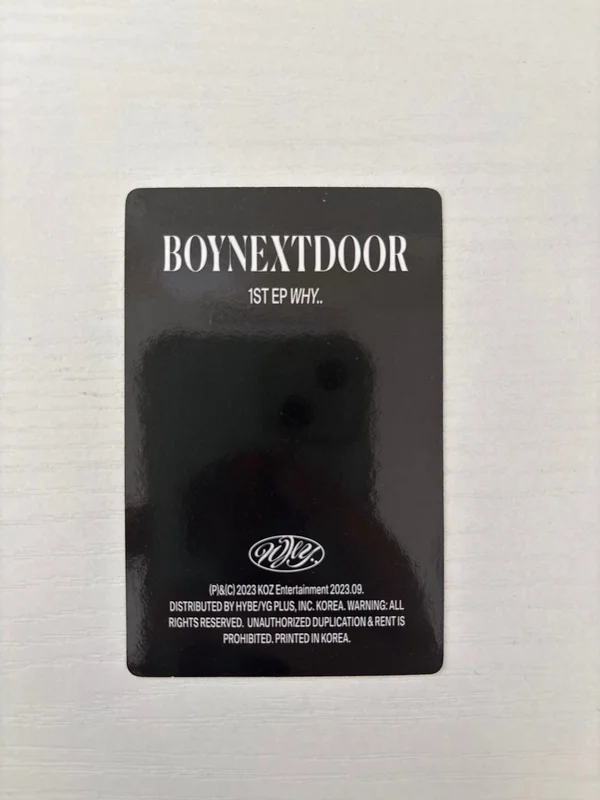 BOYNEXTDOOR
1ST EP WHY..
Why..
(P)&(C) 2023 KOZ Entertainment 2023.09.
DISTRIBUTED BY HYBE/YG PLUS, INC. KOREA. WARNING: ALL
RIGHTS RESERVED. UNAUTHORIZED DUPLICATION & RENT IS
PROHIBITED. PRINTED IN KOREA.